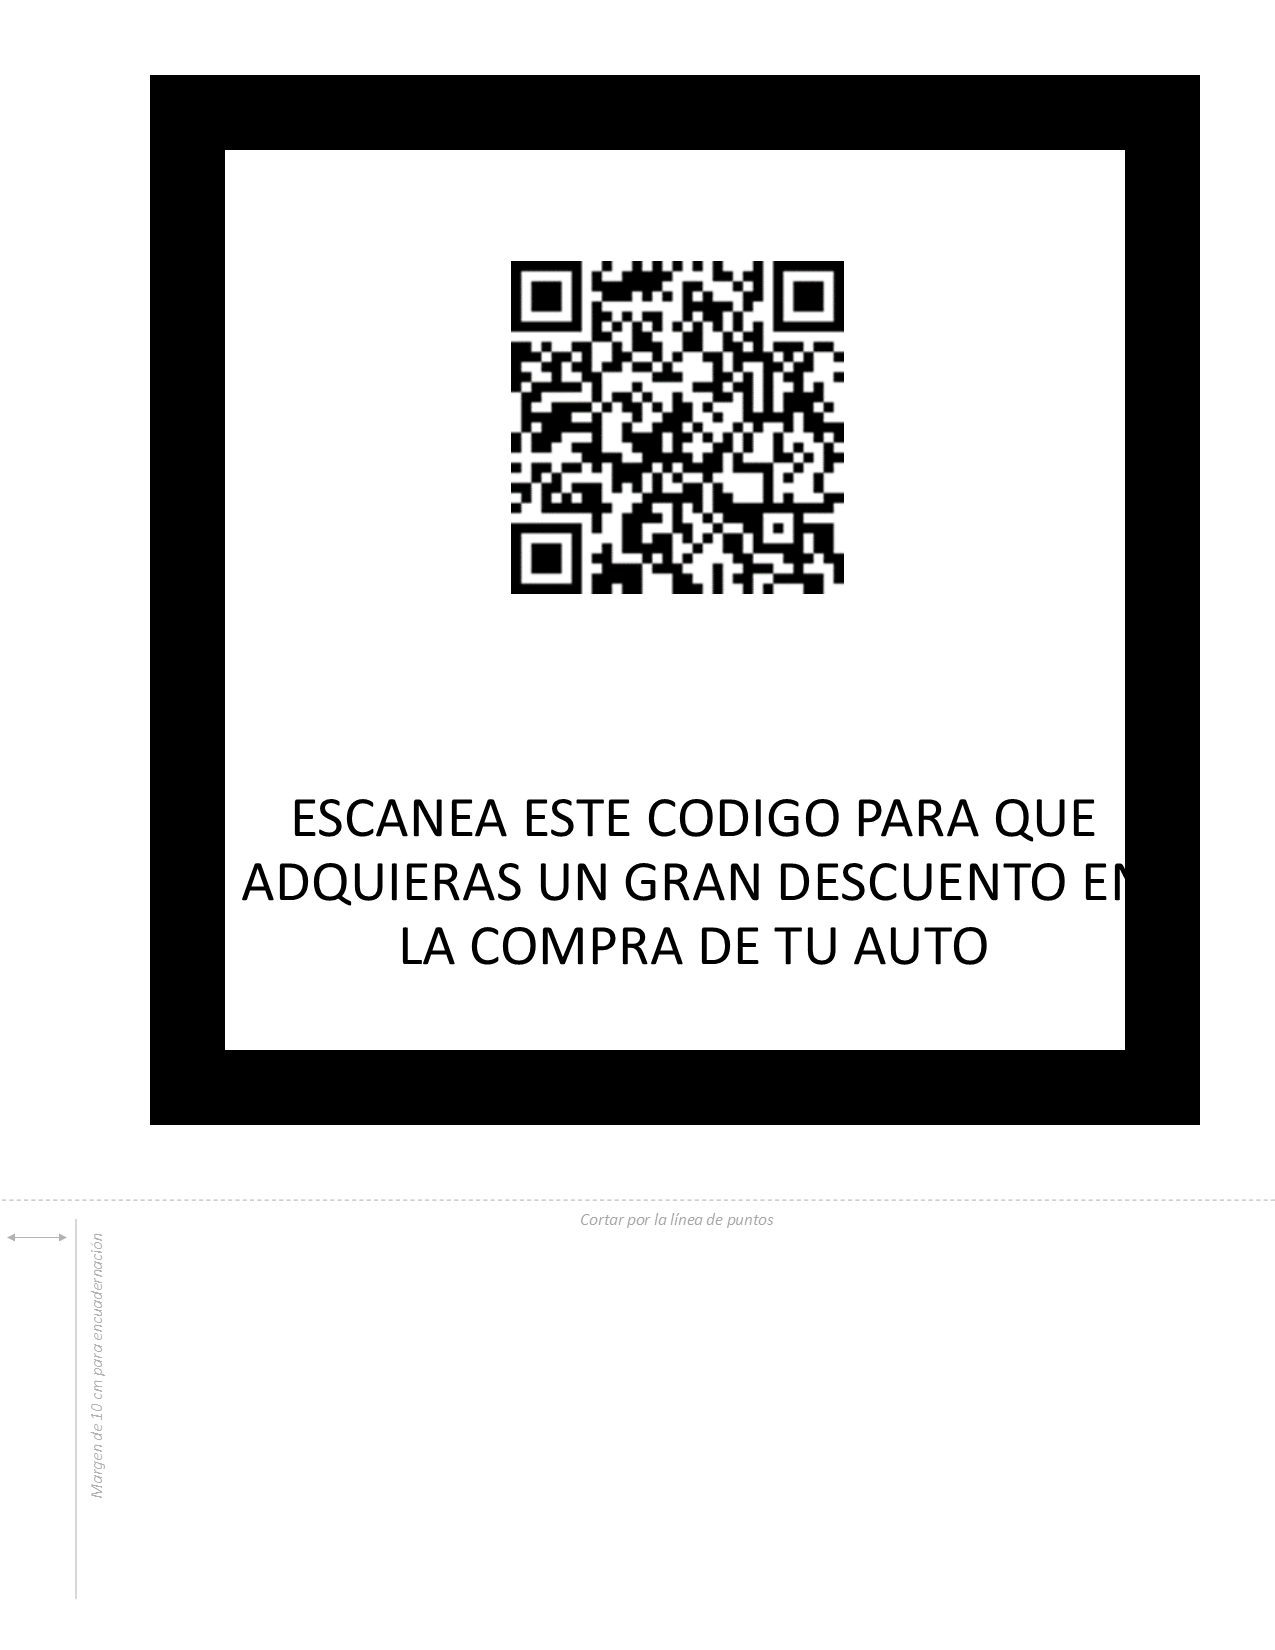 ESCANEA ESTE CODIGO PARA QUE
ADQUIERAS UN GRAN DESCUENTO EN
LA COMPRA DE TU AUTO
Cortar por la línea de puntos
Margen de 10 cm para encuadernación